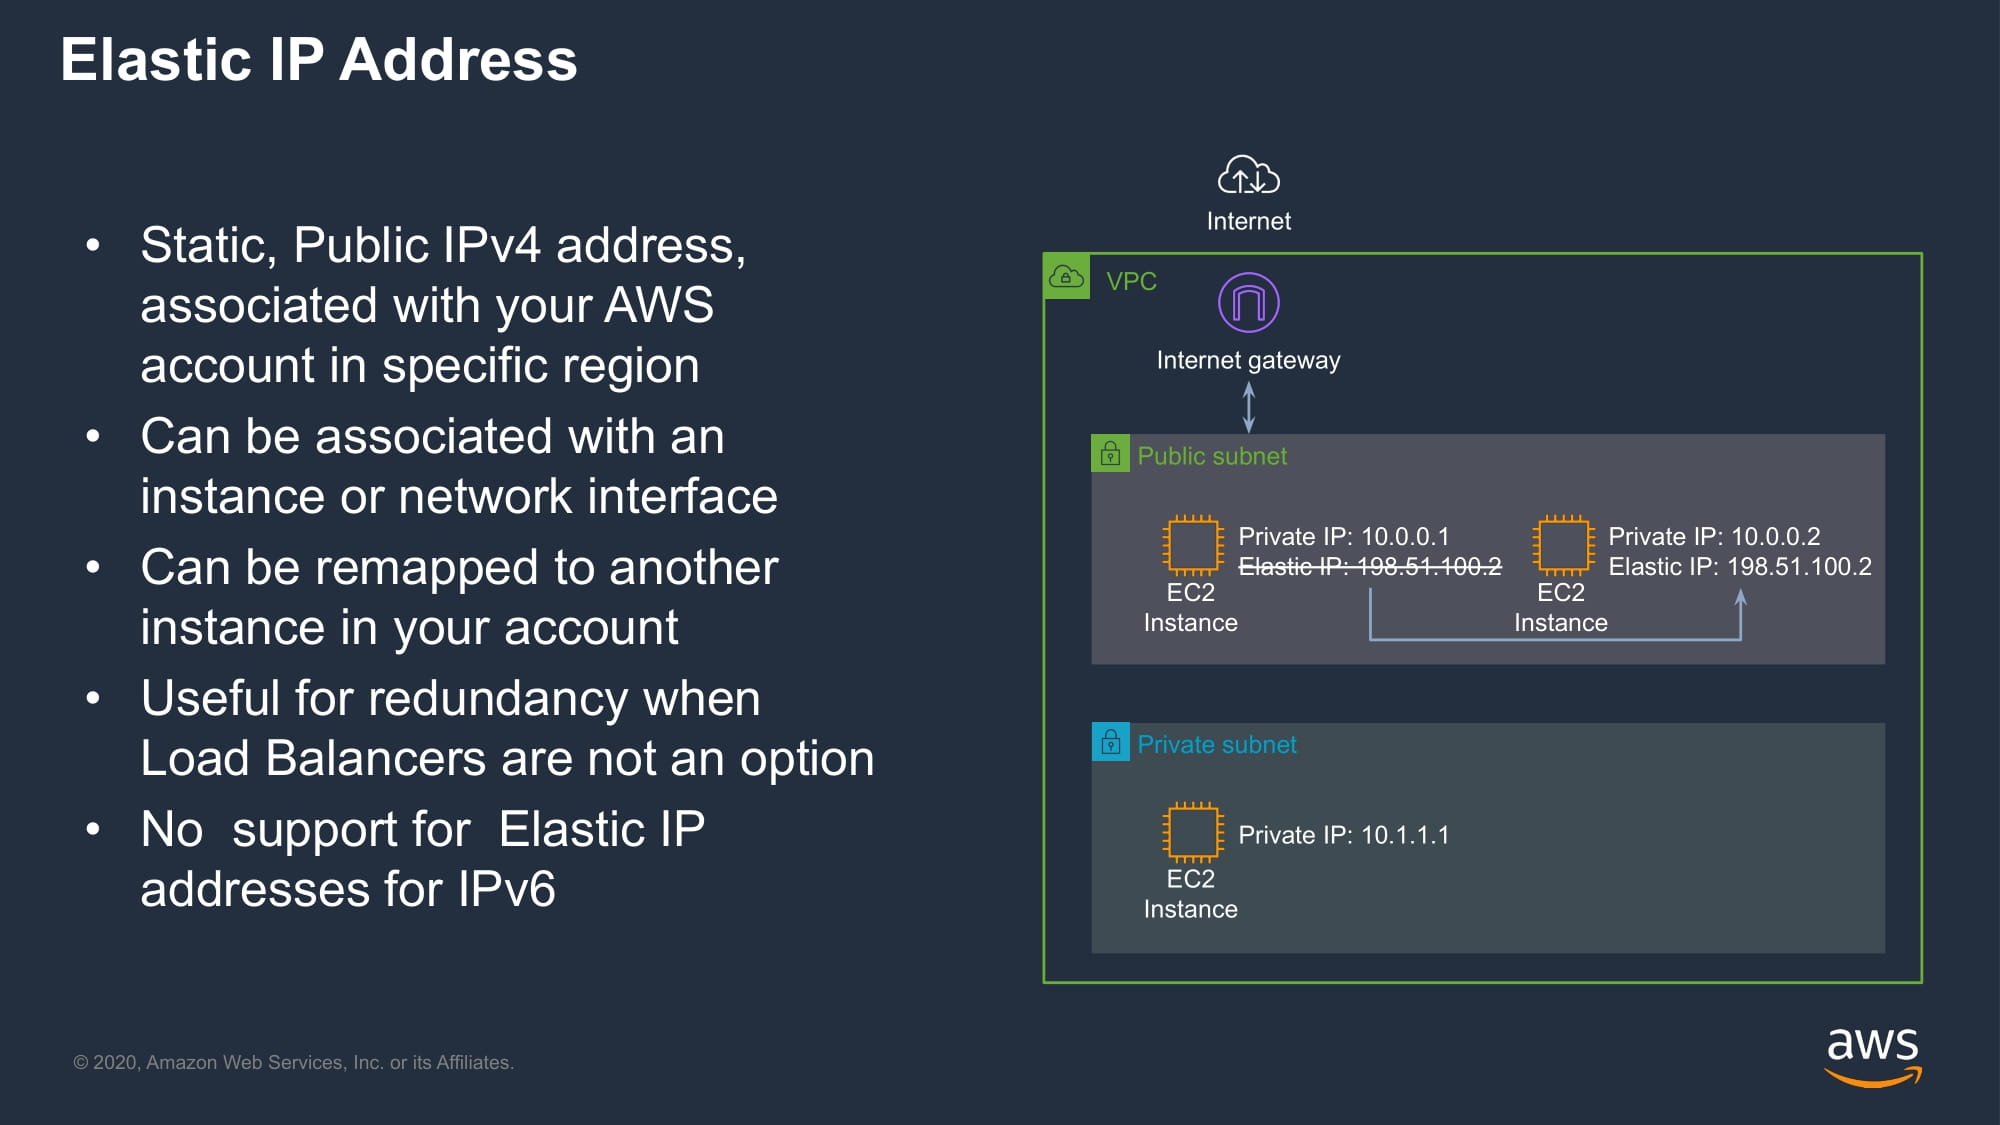 Elastic IP Address
• Static, Public IPv4 address,
associated with your AWS
account in specific region
• Can be associated with an
instance or network interface
• Can be remapped to another
instance in your account
• Useful for redundancy when
Load Balancers are not an option
• No  support for  Elastic IP
addresses for IPv6
Internet
VPC
Internet gateway
Public subnet
Private IP: 10.0.0.1
Elastic IP: 198.51.100.2
EC2
Instance
Private IP: 10.0.0.2
Elastic IP: 198.51.100.2
EC2
Instance
Private subnet
Private IP: 10.1.1.1
EC2
Instance
© 2020, Amazon Web Services, Inc. or its Affiliates.
aws